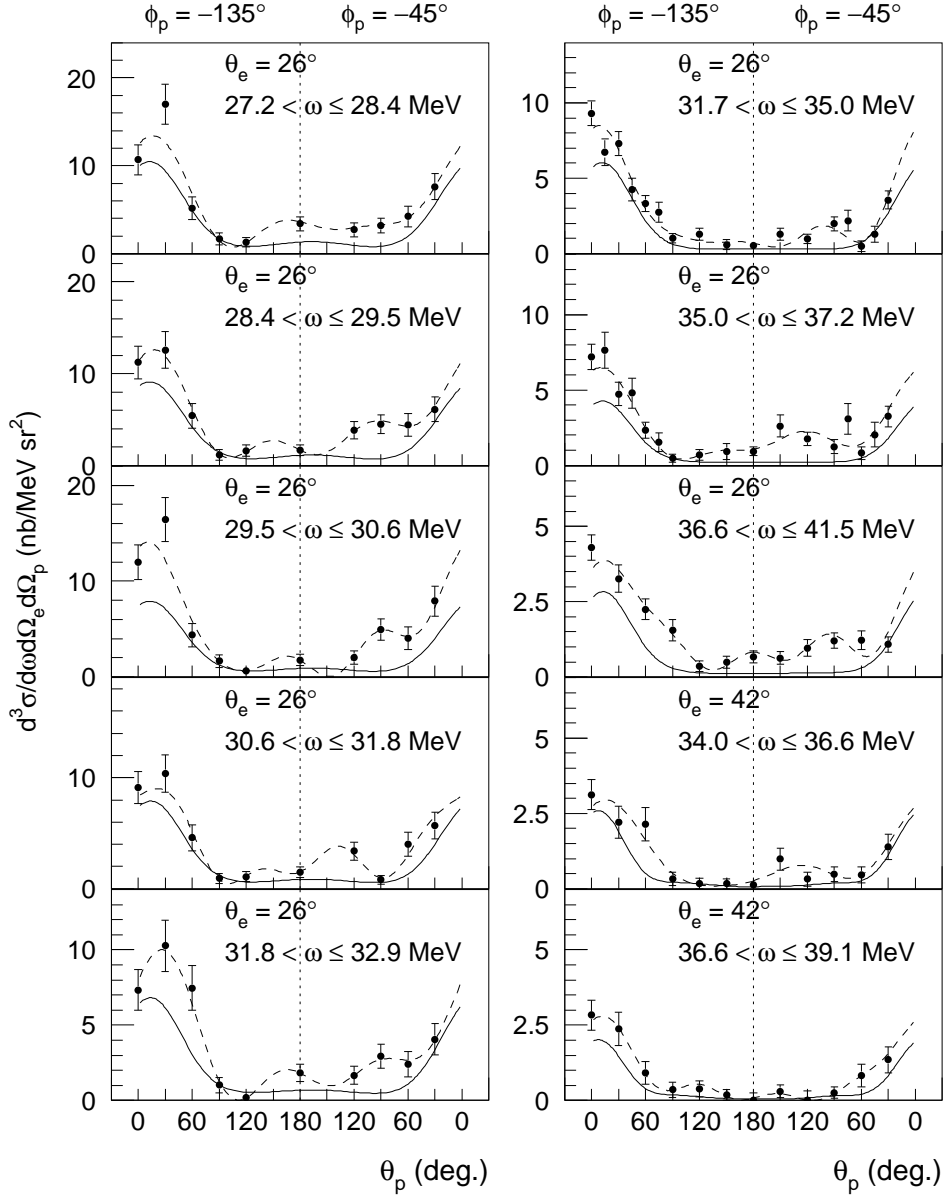 ϕp = −135° ϕp = −45° ϕp = −135° ϕp = −45°
d³σ/dωdΩe dΩp (nb/MeV sr²)
θe = 26°
27.2 < ω ≤ 28.4 MeV
20
10
0
θe = 26°
28.4 < ω ≤ 29.5 MeV
20
10
0
θe = 26°
29.5 < ω ≤ 30.6 MeV
20
10
0
θe = 26°
30.6 < ω ≤ 31.8 MeV
10
0
θe = 26°
31.8 < ω ≤ 32.9 MeV
10
5
0
0 60 120 180 120 60 0
θp (deg.)
θe = 26°
31.7 < ω ≤ 35.0 MeV
10
5
0
θe = 26°
35.0 < ω ≤ 37.2 MeV
10
5
0
θe = 26°
36.6 < ω ≤ 41.5 MeV
5
2.5
0
θe = 42°
34.0 < ω ≤ 36.6 MeV
5
2.5
0
θe = 42°
36.6 < ω ≤ 39.1 MeV
5
2.5
0
0 60 120 180 120 60 0
θp (deg.)